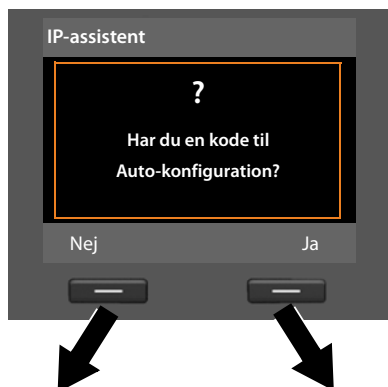 IP-assistent
?
Har du en kode til
Auto-konfiguration?
Nej Ja